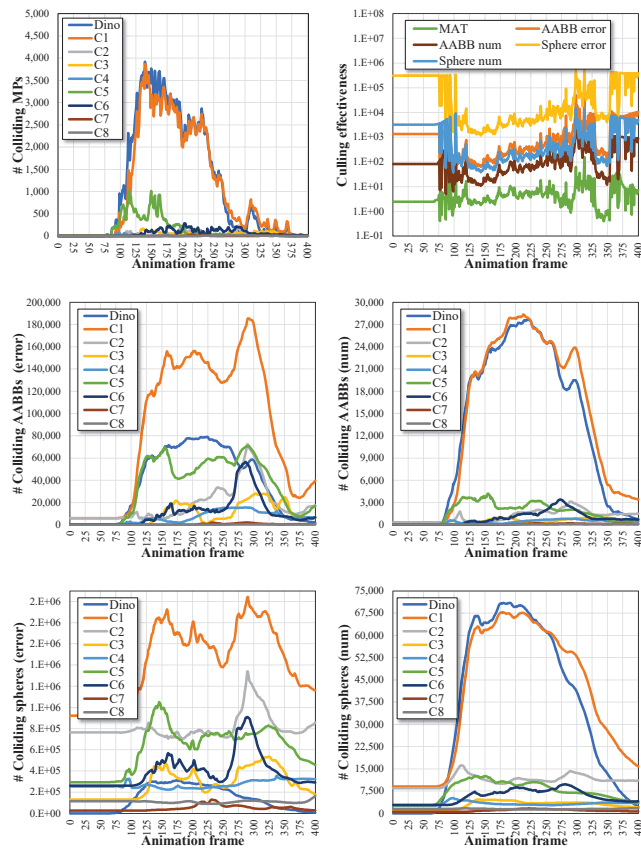 # Colliding MPs
5,000
4,500
4,000
3,500
3,000
2,500
2,000
1,500
1,000
500
0
Dino
C1
C2
C3
C4
C5
C6
C7
C8
0 25 50 75 100 125 150 175 200 225 250 275 300 325 350 375 400
Animation frame
Culling effectiveness
1.E+08
1.E+07
1.E+06
1.E+05
1.E+04
1.E+03
1.E+02
1.E+01
1.E+00
1.E-01
MAT AABB error
AABB num Sphere error
Sphere num
0 25 50 75 100 125 150 175 200 225 250 275 300 325 350 375 400
Animation frame
# Colliding AABBs (error)
200,000
180,000
160,000
140,000
120,000
100,000
80,000
60,000
40,000
20,000
0
Dino
C1
C2
C3
C4
C5
C6
C7
C8
0 25 50 75 100 125 150 175 200 225 250 275 300 325 350 375 400
Animation frame
# Colliding AABBs (num)
30,000
27,000
24,000
21,000
18,000
15,000
12,000
9,000
6,000
3,000
0
Dino
C1
C2
C3
C4
C5
C6
C7
C8
0 25 50 75 100 125 150 175 200 225 250 275 300 325 350 375 400
Animation frame
# Colliding spheres (error)
2.E+06
2.E+06
2.E+06
1.E+06
1.E+06
1.E+06
8.E+05
6.E+05
4.E+05
2.E+05
0.E+00
Dino
C1
C2
C3
C4
C5
C6
C7
C8
0 25 50 75 100 125 150 175 200 225 250 275 300 325 350 375 400
Animation frame
# Colliding spheres (num)
75,000
67,500
60,000
52,500
45,000
37,500
30,000
22,500
15,000
7,500
0
Dino
C1
C2
C3
C4
C5
C6
C7
C8
0 25 50 75 100 125 150 175 200 225 250 275 300 325 350 375 400
Animation frame